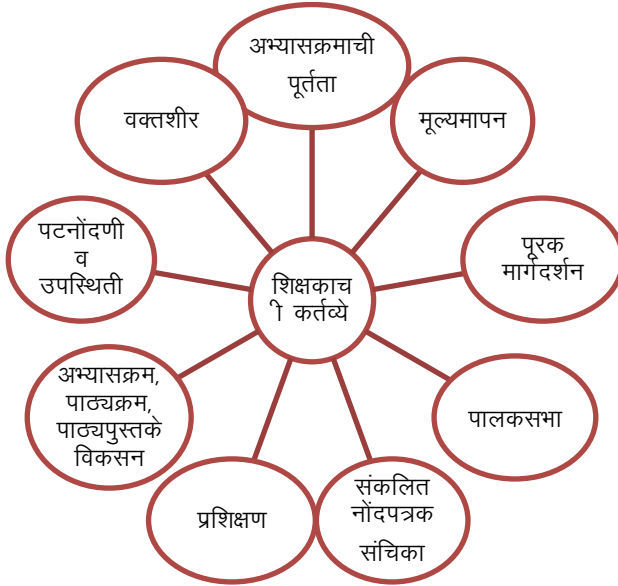 अभ्यासक्रमाची
पूर्तता
मूल्यमापन
पूरक
मार्गदर्शन
पालकसभा
संकलित
नोंदपत्रक
संचिका
प्रशिक्षण
अभ्यासक्रम,
पाठ्यक्रम,
पाठ्यपुस्तके
विकसन
पटनोंदणी
व
उपस्थिती
वक्तशीर
शिक्षकाच
ी कर्तव्ये